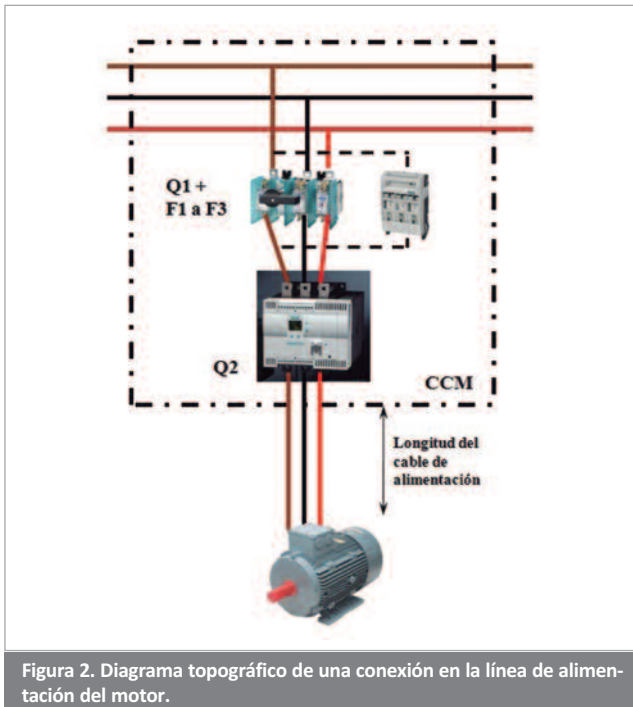 Q1 +
F1 a F3
Q2
CCM
Longitud del
cable de
alimentación
Figura 2. Diagrama topográfico de una conexión en la línea de alimen-
tación del motor.